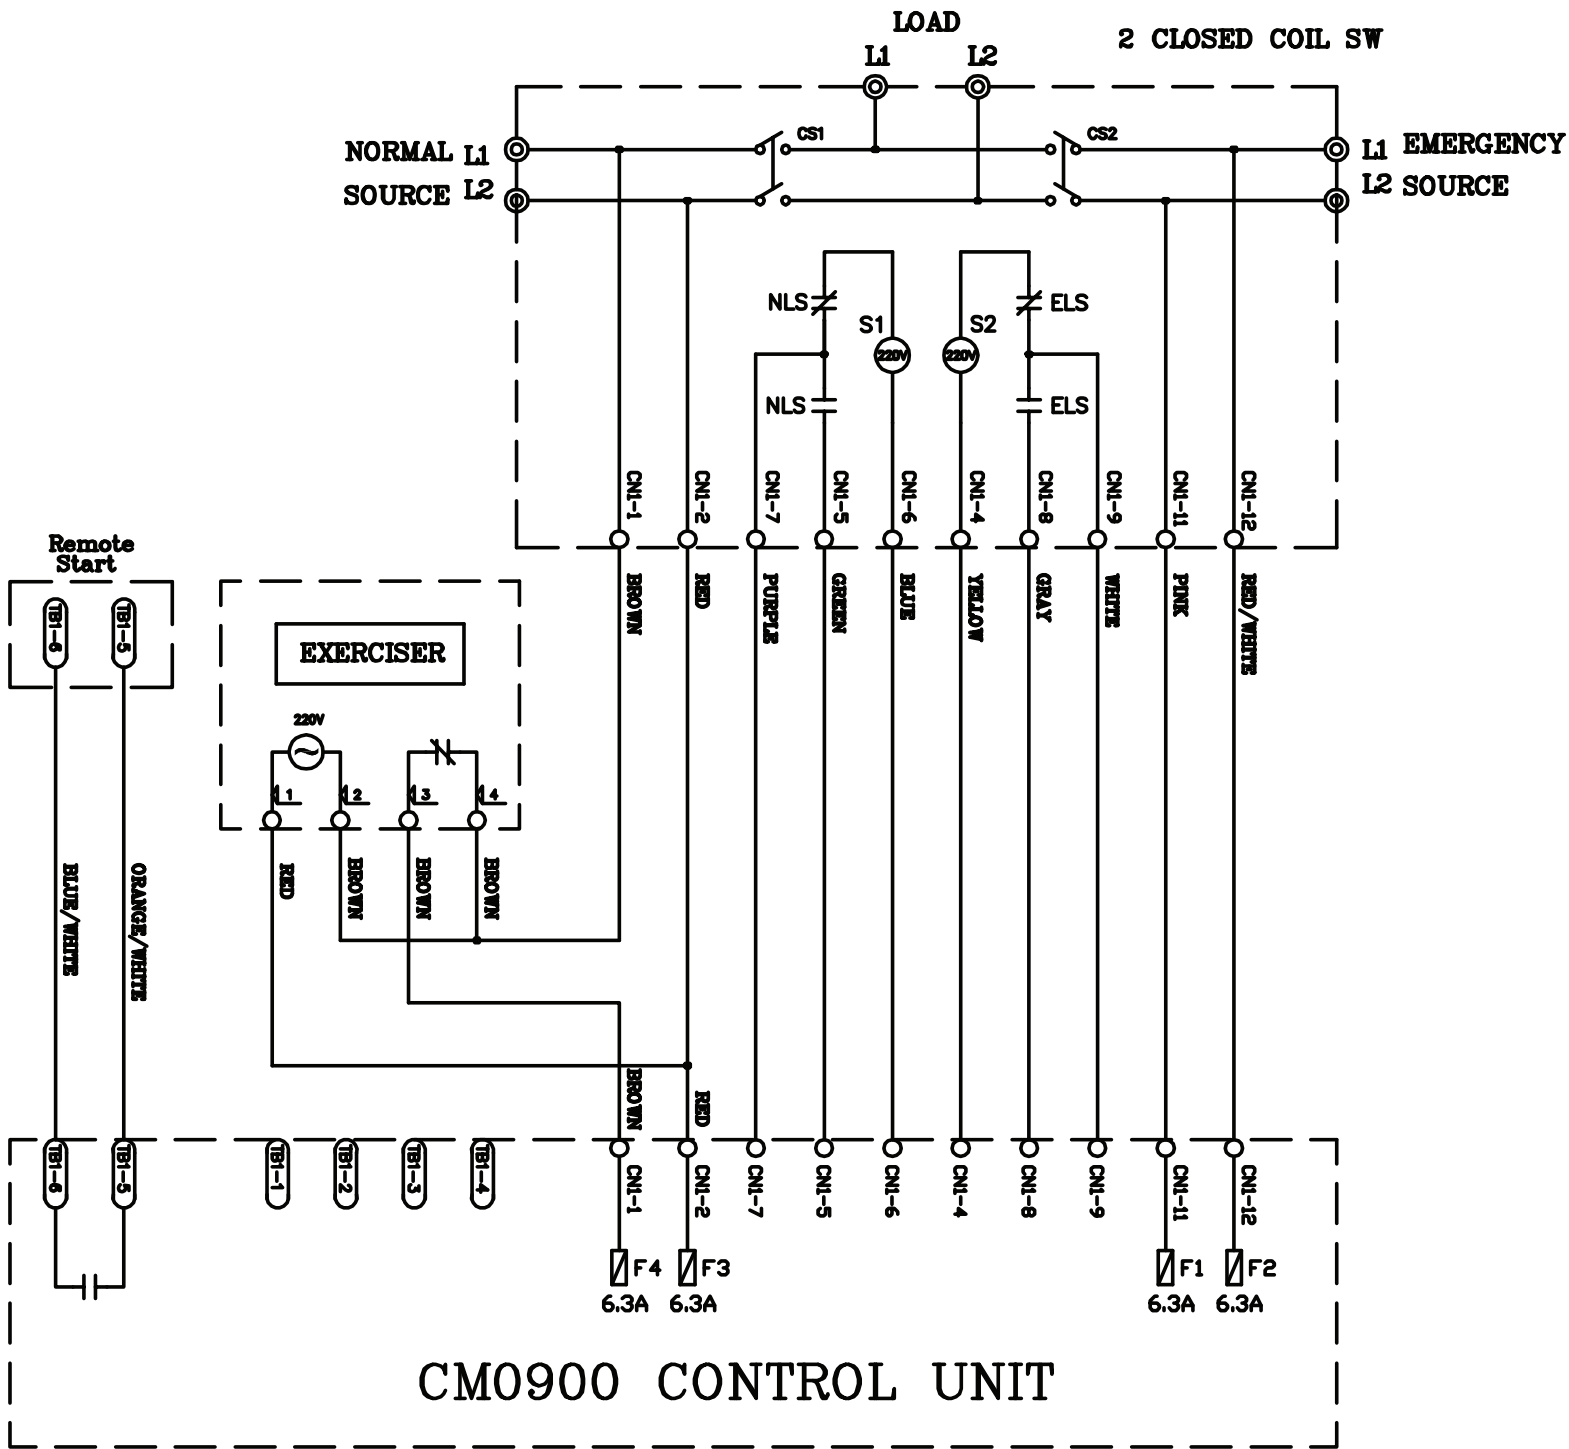 LOAD
2 CLOSED COIL SW
L1
L2
CS1
CS2
NORMAL L1
L1 EMERGENCY
SOURCE L2
L2 SOURCE
NLS
ELS
S1
S2
220V
220V
NLS
ELS
CN1-1
CN1-2
CN1-7
CN1-5
CN1-6
CN1-4
CN1-8
CN1-9
CN1-11
CN1-12
Remote
Start
TB1-6
TB1-5
BROWN
RED
PURPLE
GREEN
BLUE
YELLOW
GRAY
WHITE
PINK
RED/WHITE
EXERCISER
220V
~
1
2
3
4
BLUE/WHITE
ORANGE/WHITE
RED
BROWN
BROWN
BROWN
BROWN
RED
TB1-6
TB1-5
TB1-1
TB1-2
TB1-3
TB1-4
CN1-1
CN1-2
CN1-7
CN1-5
CN1-6
CN1-4
CN1-8
CN1-9
CN1-11
CN1-12
F4
F3
F1
F2
6.3A
6.3A
6.3A
6.3A
CM0900 CONTROL UNIT